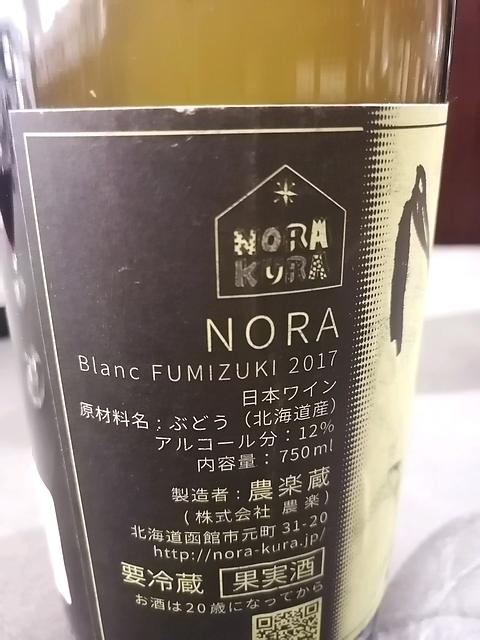 NORA
KURA
NORA
Blanc FUMIZUKI 2017
日本ワイン
原材料名：ぶどう（北海道産）
アルコール分：12%
内容量：750ml
製造者：農楽蔵
(株式会社 農楽)
北海道函館市元町 31-20
http://nora-kura.jp/
要冷蔵 果実酒
お酒は20歳になってから